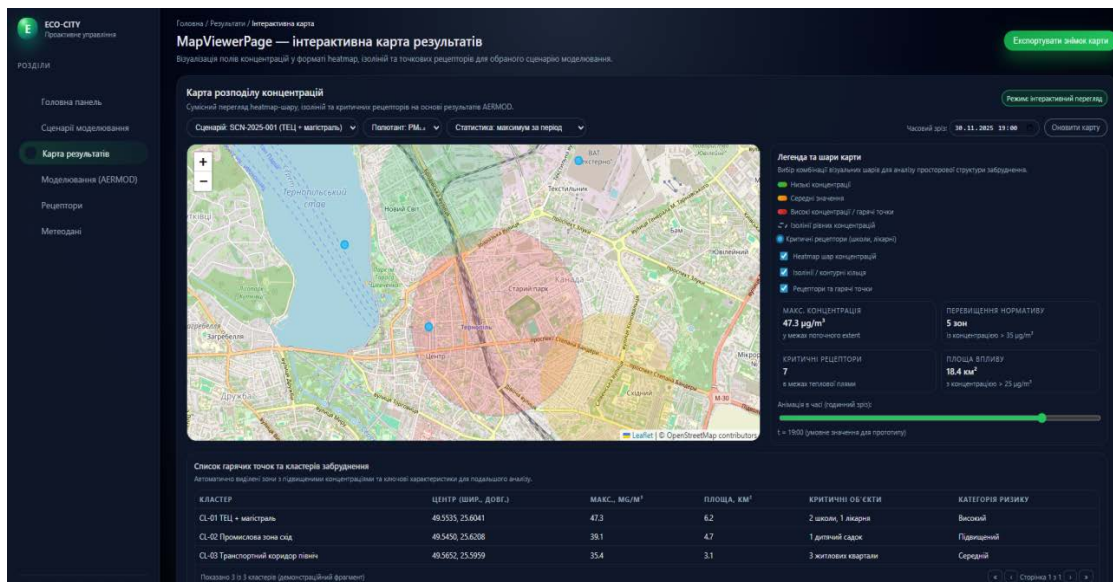 E
ECO-CITY
Проактивне управління
РОЗДІЛИ
Головна панель
Сценарії моделювання
Карта результатів
Моделювання (AERMOD)
Рецептори
Метеодані
Головна / Результати / Інтерактивна карта
MapViewerPage — інтерактивна карта результатів
Візуалізація полів концентрацій у форматі heatmap, ізоліній та точкових рецепторів для обраного сценарію моделювання.
Експортувати знімок карти
Карта розподілу концентрацій
Сумісний перегляд heatmap-шару, ізоліній та критичних рецепторів на основі результатів AERMOD.
Режим: інтерактивний перегляд
Сценарій: SCN-2025-001 (ТЕЦ + магістраль)
Полютант: PM₂.₅
Статистика: максимум за період
Часовий зріз: 30.11.2025 19:00
Оновити карту
+
−
Тернопільський став
Новий Світ
ВАТ
Текстильник
Бам
Ювілейний
Канада
Старий парк
Тернопіль
Центр
Загребелля
Дружба
Східний
Мікрор
М-30
проспект Степана Бандери
Leaflet | © OpenStreetMap contributors
Легенда та шари карти
Вибір комбінації візуальних шарів для аналізу просторової структури забруднення.
Низькі концентрації
Середні значення
Високі концентрації / гарячі точки
Ізолінії рівних концентрацій
Критичні рецептори (школи, лікарні)
Heatmap шар концентрацій
Ізолінії / контурні кільця
Рецептори та гарячі точки
МАКС. КОНЦЕНТРАЦІЯ
47.3 µg/m³
у межах поточного extent
ПЕРЕВИЩЕННЯ НОРМАТИВУ
5 зон
із концентрацією > 35 µg/m³
КРИТИЧНІ РЕЦЕПТОРИ
7
в межах теплової плями
ПЛОЩА ВПЛИВУ
18.4 км²
з концентрацією > 25 µg/m³
Анімація в часі (годинний зріз):
t = 19:00 (умовне значення для прототипу)
Список гарячих точок та кластерів забруднення
Автоматично виділені зони з підвищеними концентраціями та ключові характеристики для подальшого аналізу.
КЛАСТЕР ЦЕНТР (ШИР., ДОВГ.) МАКС., MG/M³ ПЛОЩА, КМ² КРИТИЧНІ ОБ'ЄКТИ КАТЕГОРІЯ РИЗИКУ
CL-01 ТЕЦ + магістраль 49.5535, 25.6041 47.3 6.2 2 школи, 1 лікарня Високий
CL-02 Промислова зона схід 49.5450, 25.6208 39.1 4.7 1 дитячий садок Підвищений
CL-03 Транспортний коридор північ 49.5652, 25.5959 35.4 3.1 3 житлових квартали Середній
Показано 3 із 3 кластерів (демонстраційний фрагмент)
« ‹ Сторінка 1 з 1 › »